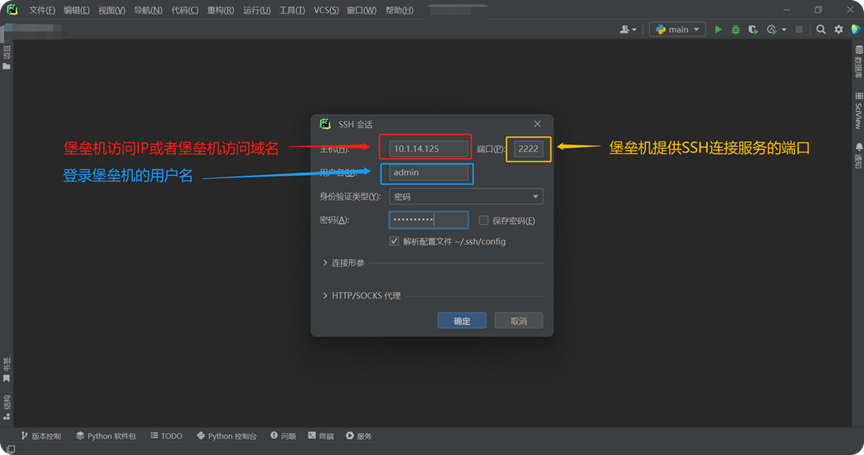 文件(F) 编辑(E) 视图(V) 导航(N) 代码(C) 重构(R) 运行(U) 工具(T) VCS(S) 窗口(W) 帮助(H)
main
项目
数据库
SciView
通知
SSH 会话
堡垒机访问IP或者堡垒机访问域名
主机(H): 10.1.14.125 端口(P): 2222
堡垒机提供SSH连接服务的端口
登录堡垒机的用户名
admin
身份验证类型(Y): 密码
密码(A): •••••••••• 保存密码(E)
解析配置文件 ~/.ssh/config
连接形参
HTTP/SOCKS 代理
确定 取消
书签
结构
版本控制 Python 软件包 TODO Python 控制台 问题 终端 服务